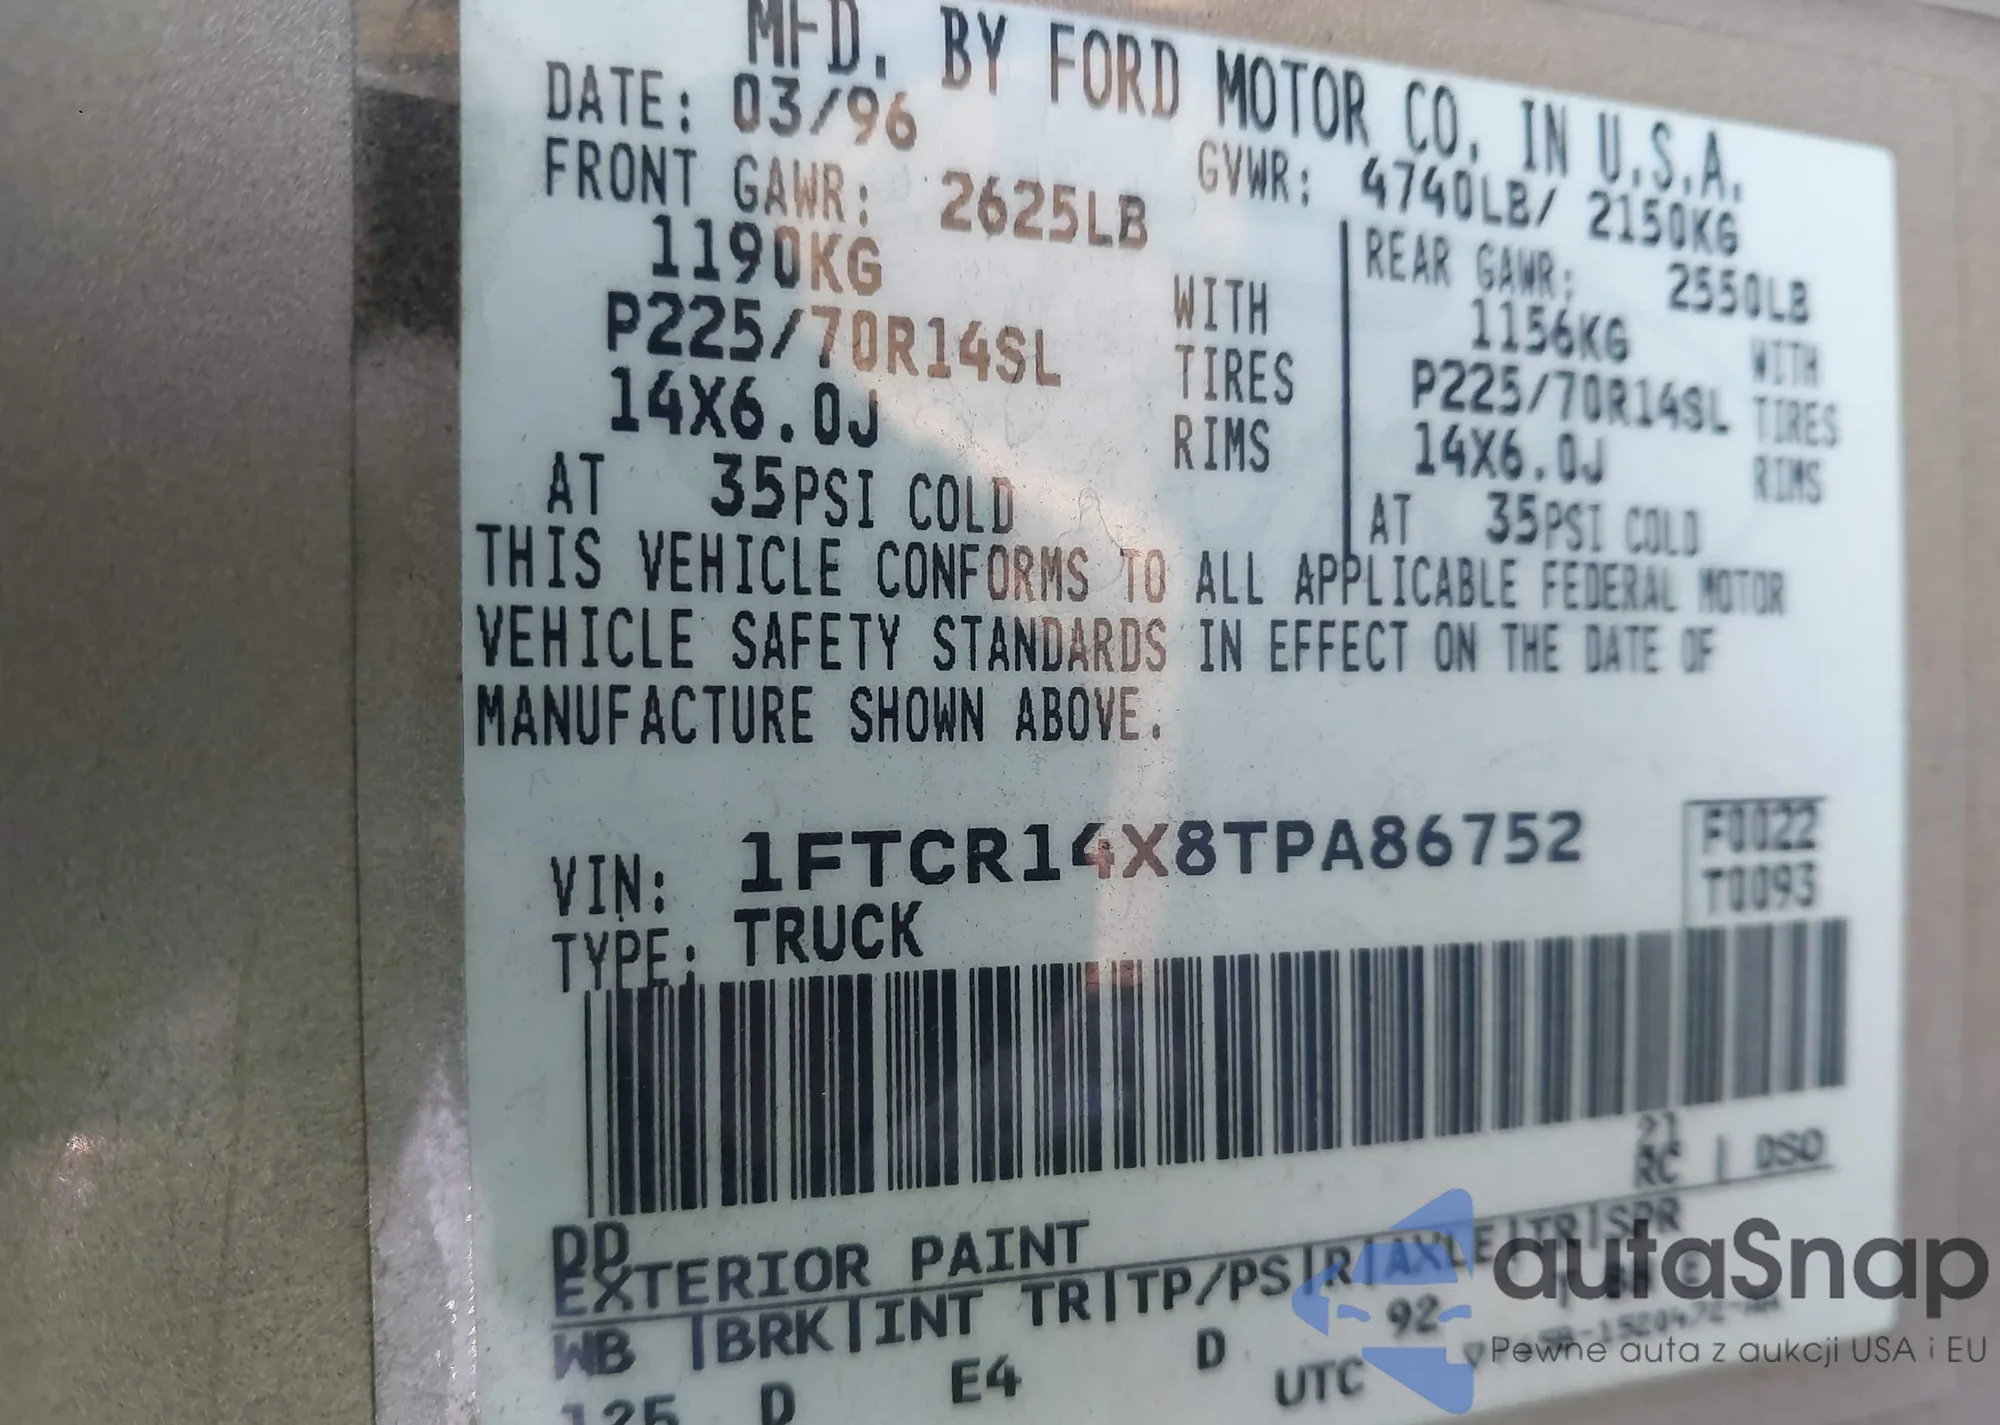 MFD. BY FORD MOTOR CO. IN U.S.A.
DATE: 03/96
GVWR: 4740LB/ 2150KG
FRONT GAWR: 2625LB
1190KG
P225/70R14SL
14X6.0J
WITH
TIRES
RIMS
AT 35PSI COLD
REAR GAWR: 2550LB
1156KG
P225/70R14SL
14X6.0J
WITH
TIRES
RIMS
AT 35PSI COLD
THIS VEHICLE CONFORMS TO ALL APPLICABLE FEDERAL MOTOR
VEHICLE SAFETY STANDARDS IN EFFECT ON THE DATE OF
MANUFACTURE SHOWN ABOVE.
VIN: 1FTCR14X8TPA86752
TYPE: TRUCK
F0022
T0093
21
RC | DSO
DD
EXTERIOR PAINT
WB |BRK|INT TR|TP/PS|R|AXLE|TR|SPR
125 D E4 D 92
UTC
autaSnap
Pewne auta z aukcji USA i EU